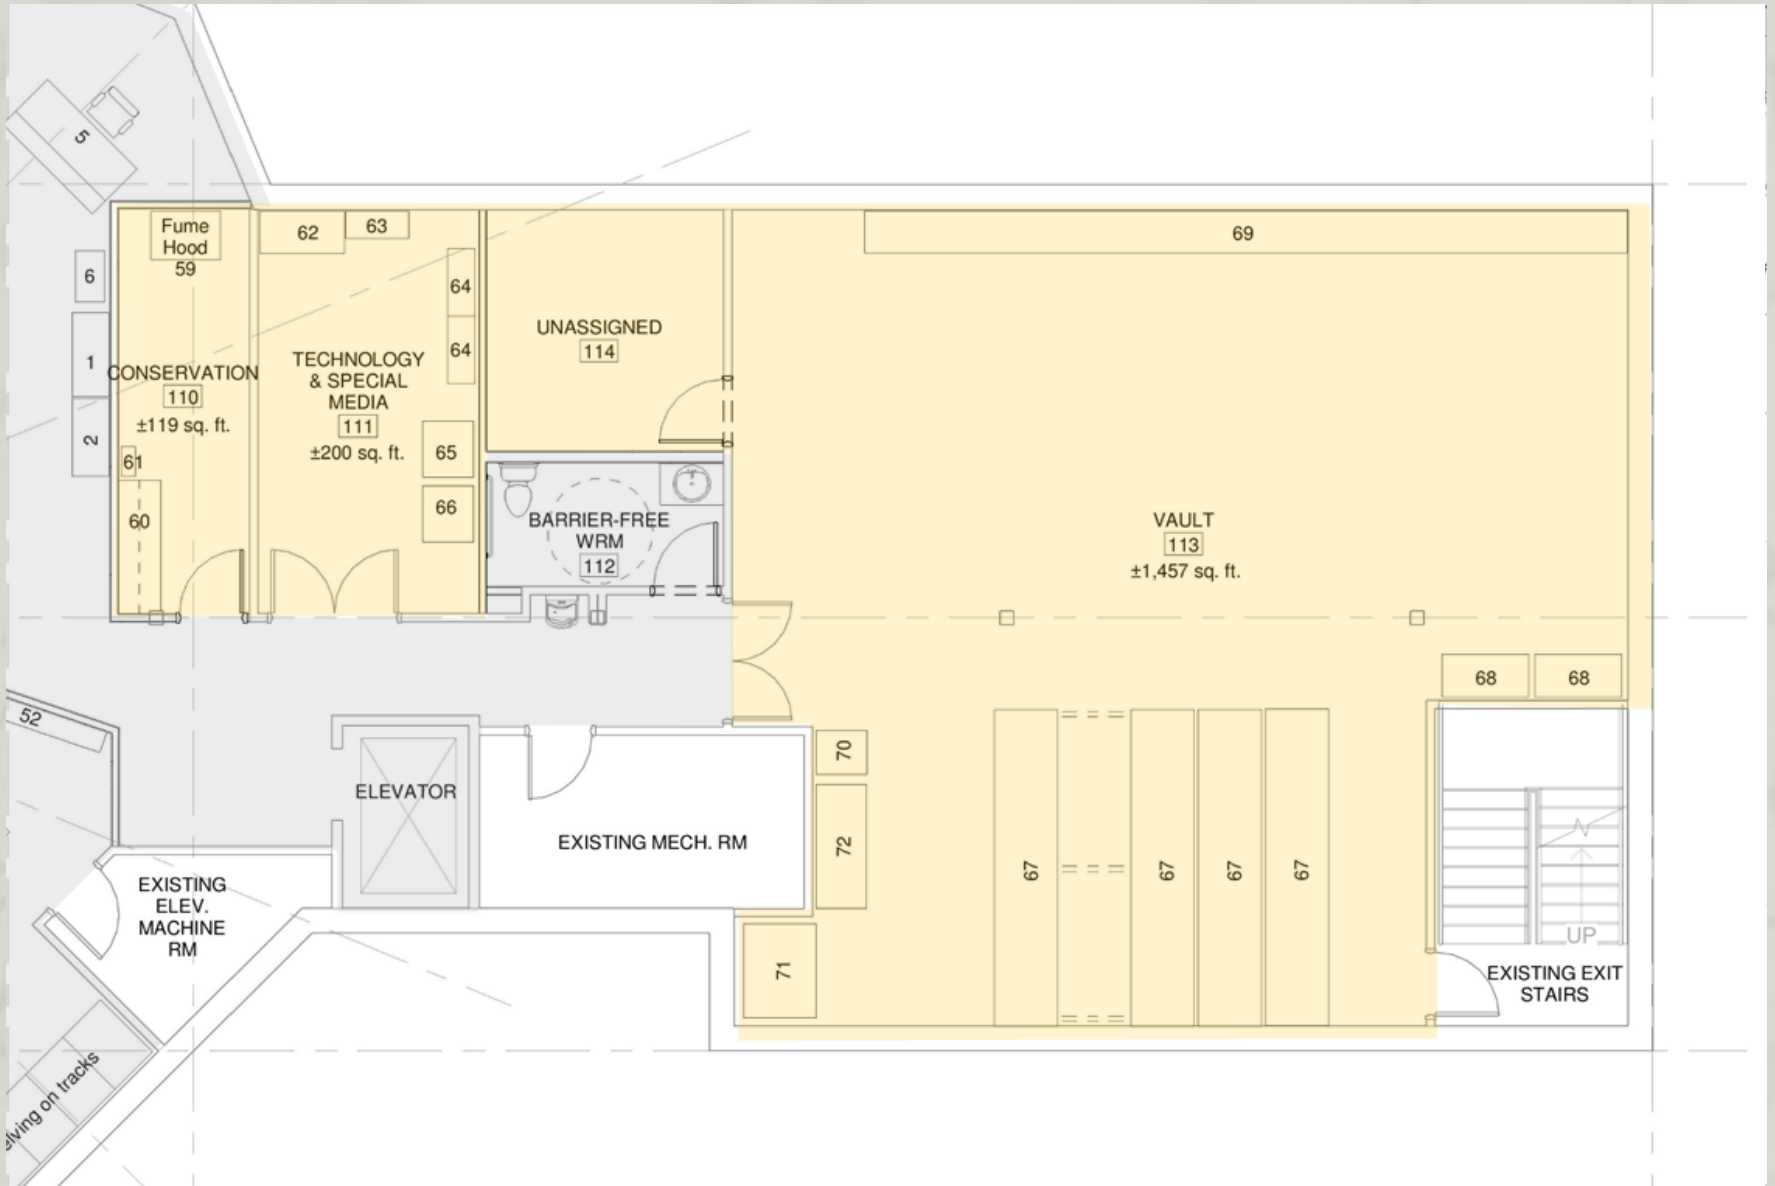 5
6
1
2
Fume
Hood
59
CONSERVATION
110
±119 sq. ft.
61
60
62
63
64
64
TECHNOLOGY
& SPECIAL
MEDIA
111
±200 sq. ft.
65
66
UNASSIGNED
114
BARRIER-FREE
WRM
112
69
VAULT
113
±1,457 sq. ft.
68
68
52
ELEVATOR
EXISTING MECH. RM
70
72
71
67
67
67
67
EXISTING
ELEV.
MACHINE
RM
UP
EXISTING EXIT
STAIRS
elving on tracks